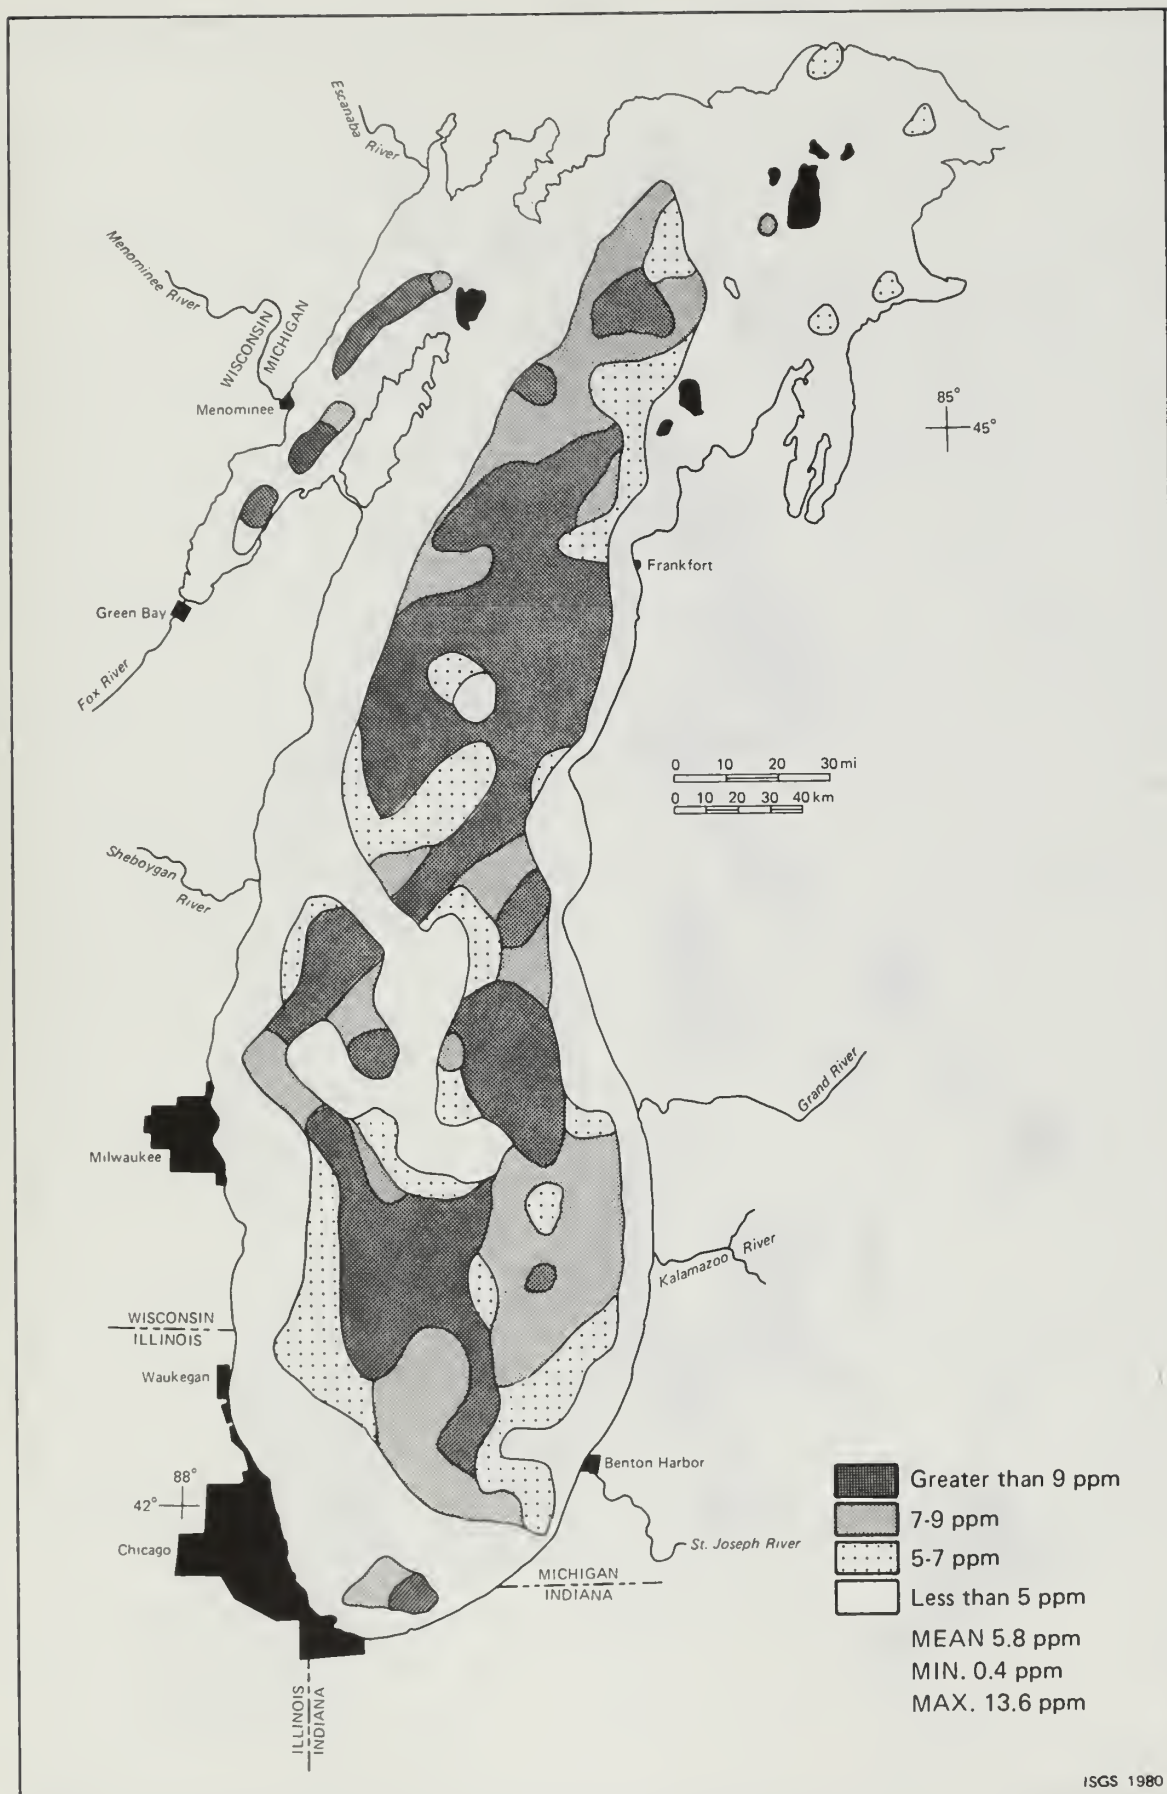 Escanaba
River
Menominee River
WISCONSIN
MICHIGAN
Menominee
85°
45°
Frankfort
Green Bay
Fox River
0 10 20 30 mi
0 10 20 30 40 km
Sheboygan
River
Grand River
Milwaukee
Kalamazoo River
WISCONSIN
ILLINOIS
Waukegan
Benton Harbor
88°
42°
Chicago
St. Joseph River
MICHIGAN
INDIANA
ILLINOIS
INDIANA
Greater than 9 ppm
7-9 ppm
5-7 ppm
Less than 5 ppm
MEAN 5.8 ppm
MIN. 0.4 ppm
MAX. 13.6 ppm
ISGS 1980